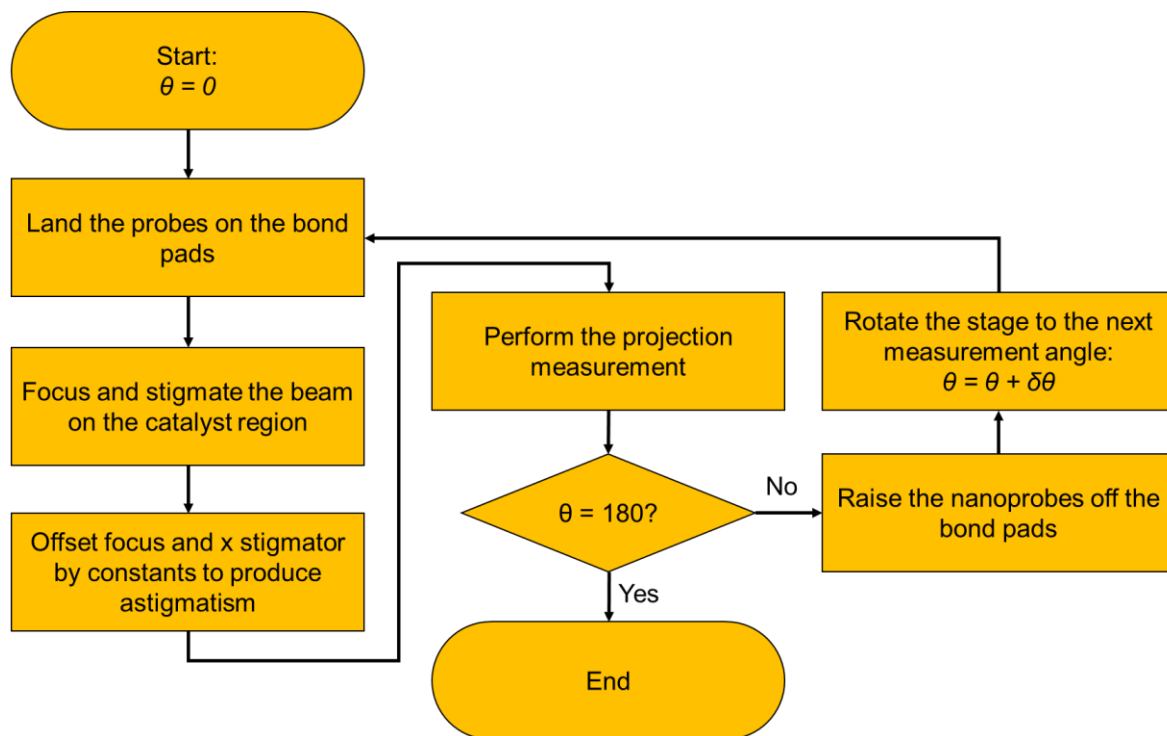 Start:
θ = 0
Land the probes on the bond
pads
Focus and stigmate the beam
on the catalyst region
Offset focus and x stigmator
by constants to produce
astigmatism
Perform the projection
measurement
θ = 180?
No
Yes
End
Raise the nanoprobes off the
bond pads
Rotate the stage to the next
measurement angle:
θ = θ + δθ